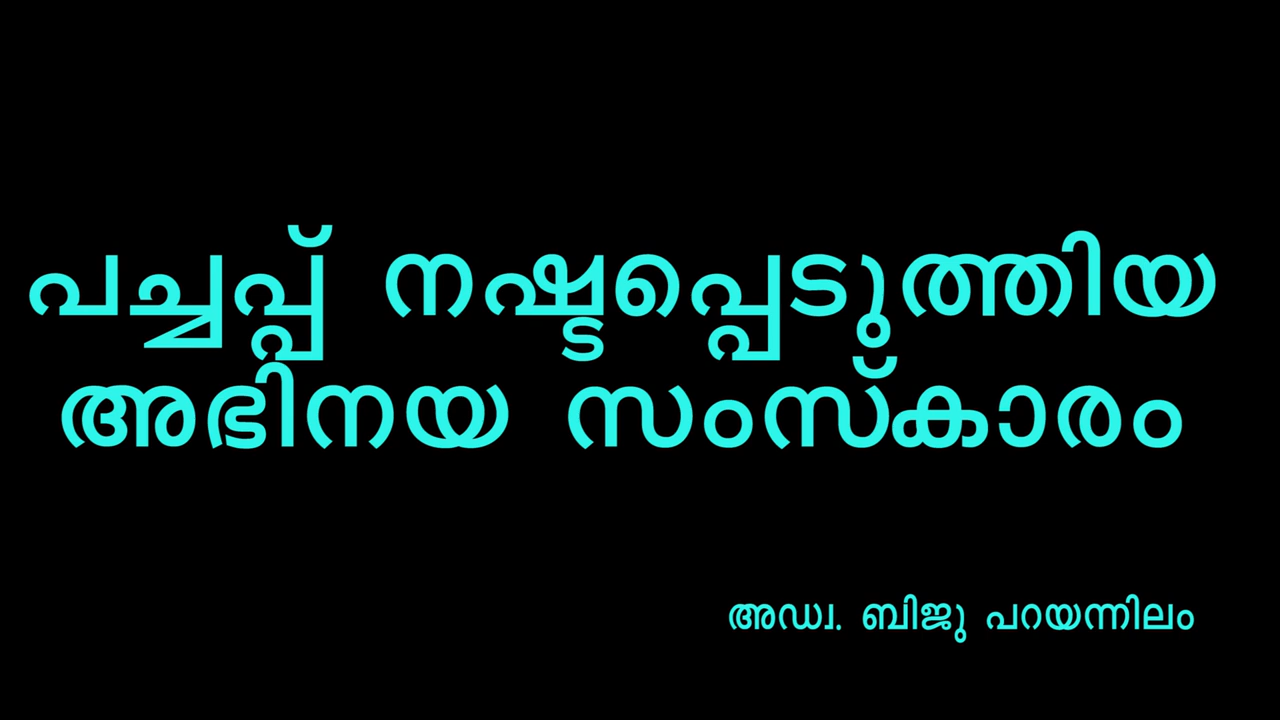 പച്ചപ്പ് നഷ്ടപ്പെടുത്തിയ
അഭിനയ സംസ്കാരം
അഡ്വ. ബിജു പറയന്നിലം